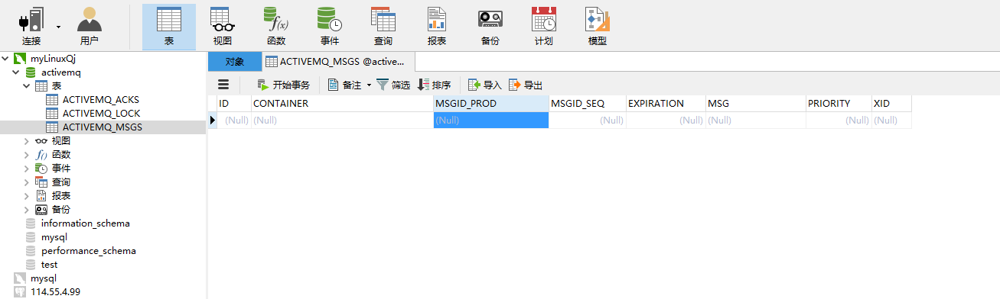 连接 用户 表 视图 函数 事件 查询 报表 备份 计划 模型
myLinuxQj
activemq
表
ACTIVEMQ_ACKS
ACTIVEMQ_LOCK
ACTIVEMQ_MSGS
视图
函数
事件
查询
报表
备份
information_schema
mysql
performance_schema
test
mysql
114.55.4.99
对象 ACTIVEMQ_MSGS @active...
开始事务 备注 筛选 排序 导入 导出
ID CONTAINER MSGID_PROD MSGID_SEQ EXPIRATION MSG PRIORITY XID
(Null) (Null) (Null) (Null) (Null) (Null) (Null) (Null)